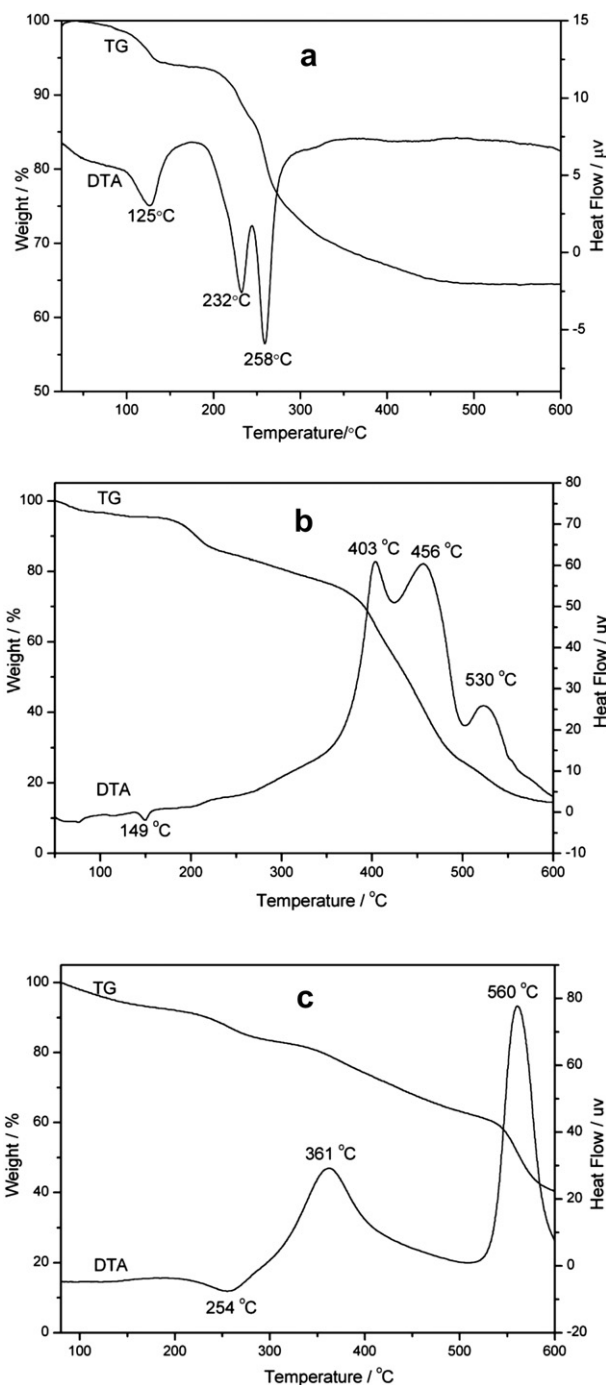 a
TG
DTA
125°C
232°C
258°C
Weight / %
100
90
80
70
60
50
Heat Flow / μv
15
10
5
0
-5
100 200 300 400 500 600
Temperature/°C
b
TG
DTA
149 °C
403 °C
456 °C
530 °C
Weight / %
100
80
60
40
20
0
Heat Flow / uv
80
70
60
50
40
30
20
10
0
-10
100 200 300 400 500 600
Temperature / °C
c
TG
DTA
254 °C
361 °C
560 °C
Weight / %
100
80
60
40
20
0
Heat Flow / uv
80
60
40
20
0
-20
100 200 300 400 500 600
Temperature / °C